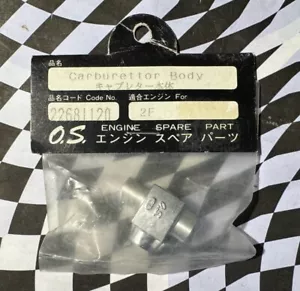 品名
Carburettor Body
キャブレター本体
品名コード Code No. 適合エンジン For
22681120 2F
O.S. ENGINE SPARE PART
エンジン スペア パーツ
OS